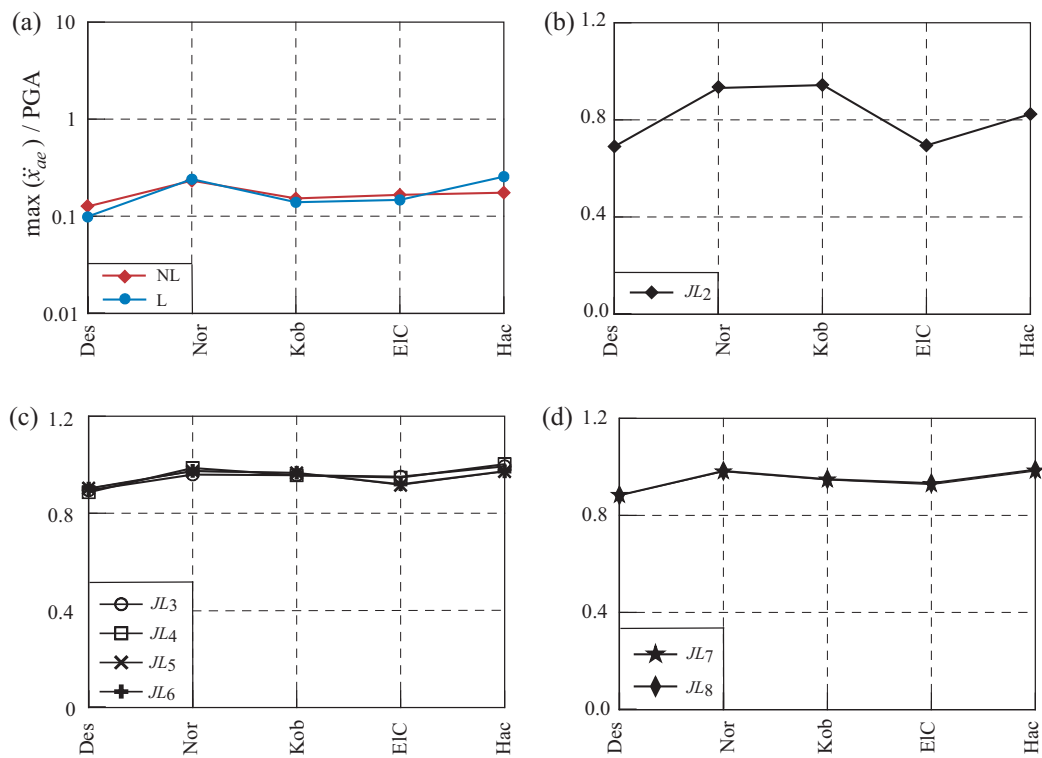 (a)
max (ẍae) / PGA
10
1
0.1
0.01
NL
L
Des
Nor
Kob
ElC
Hac
(b)
1.2
0.8
0.4
0.0
JL2
Des
Nor
Kob
ElC
Hac
(c)
1.2
0.8
0.4
0
JL3
JL4
JL5
JL6
Des
Nor
Kob
ElC
Hac
(d)
1.2
0.8
0.4
0.0
JL7
JL8
Des
Nor
Kob
ElC
Hac